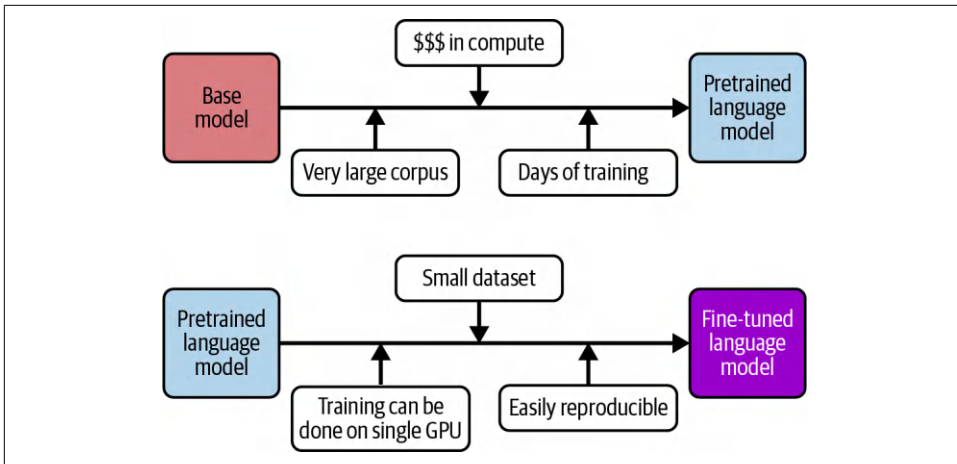 $$$ in compute
Base
model
Pretrained
language
model
Very large corpus
Days of training
Small dataset
Pretrained
language
model
Fine-tuned
language
model
Training can be
done on single GPU
Easily reproducible